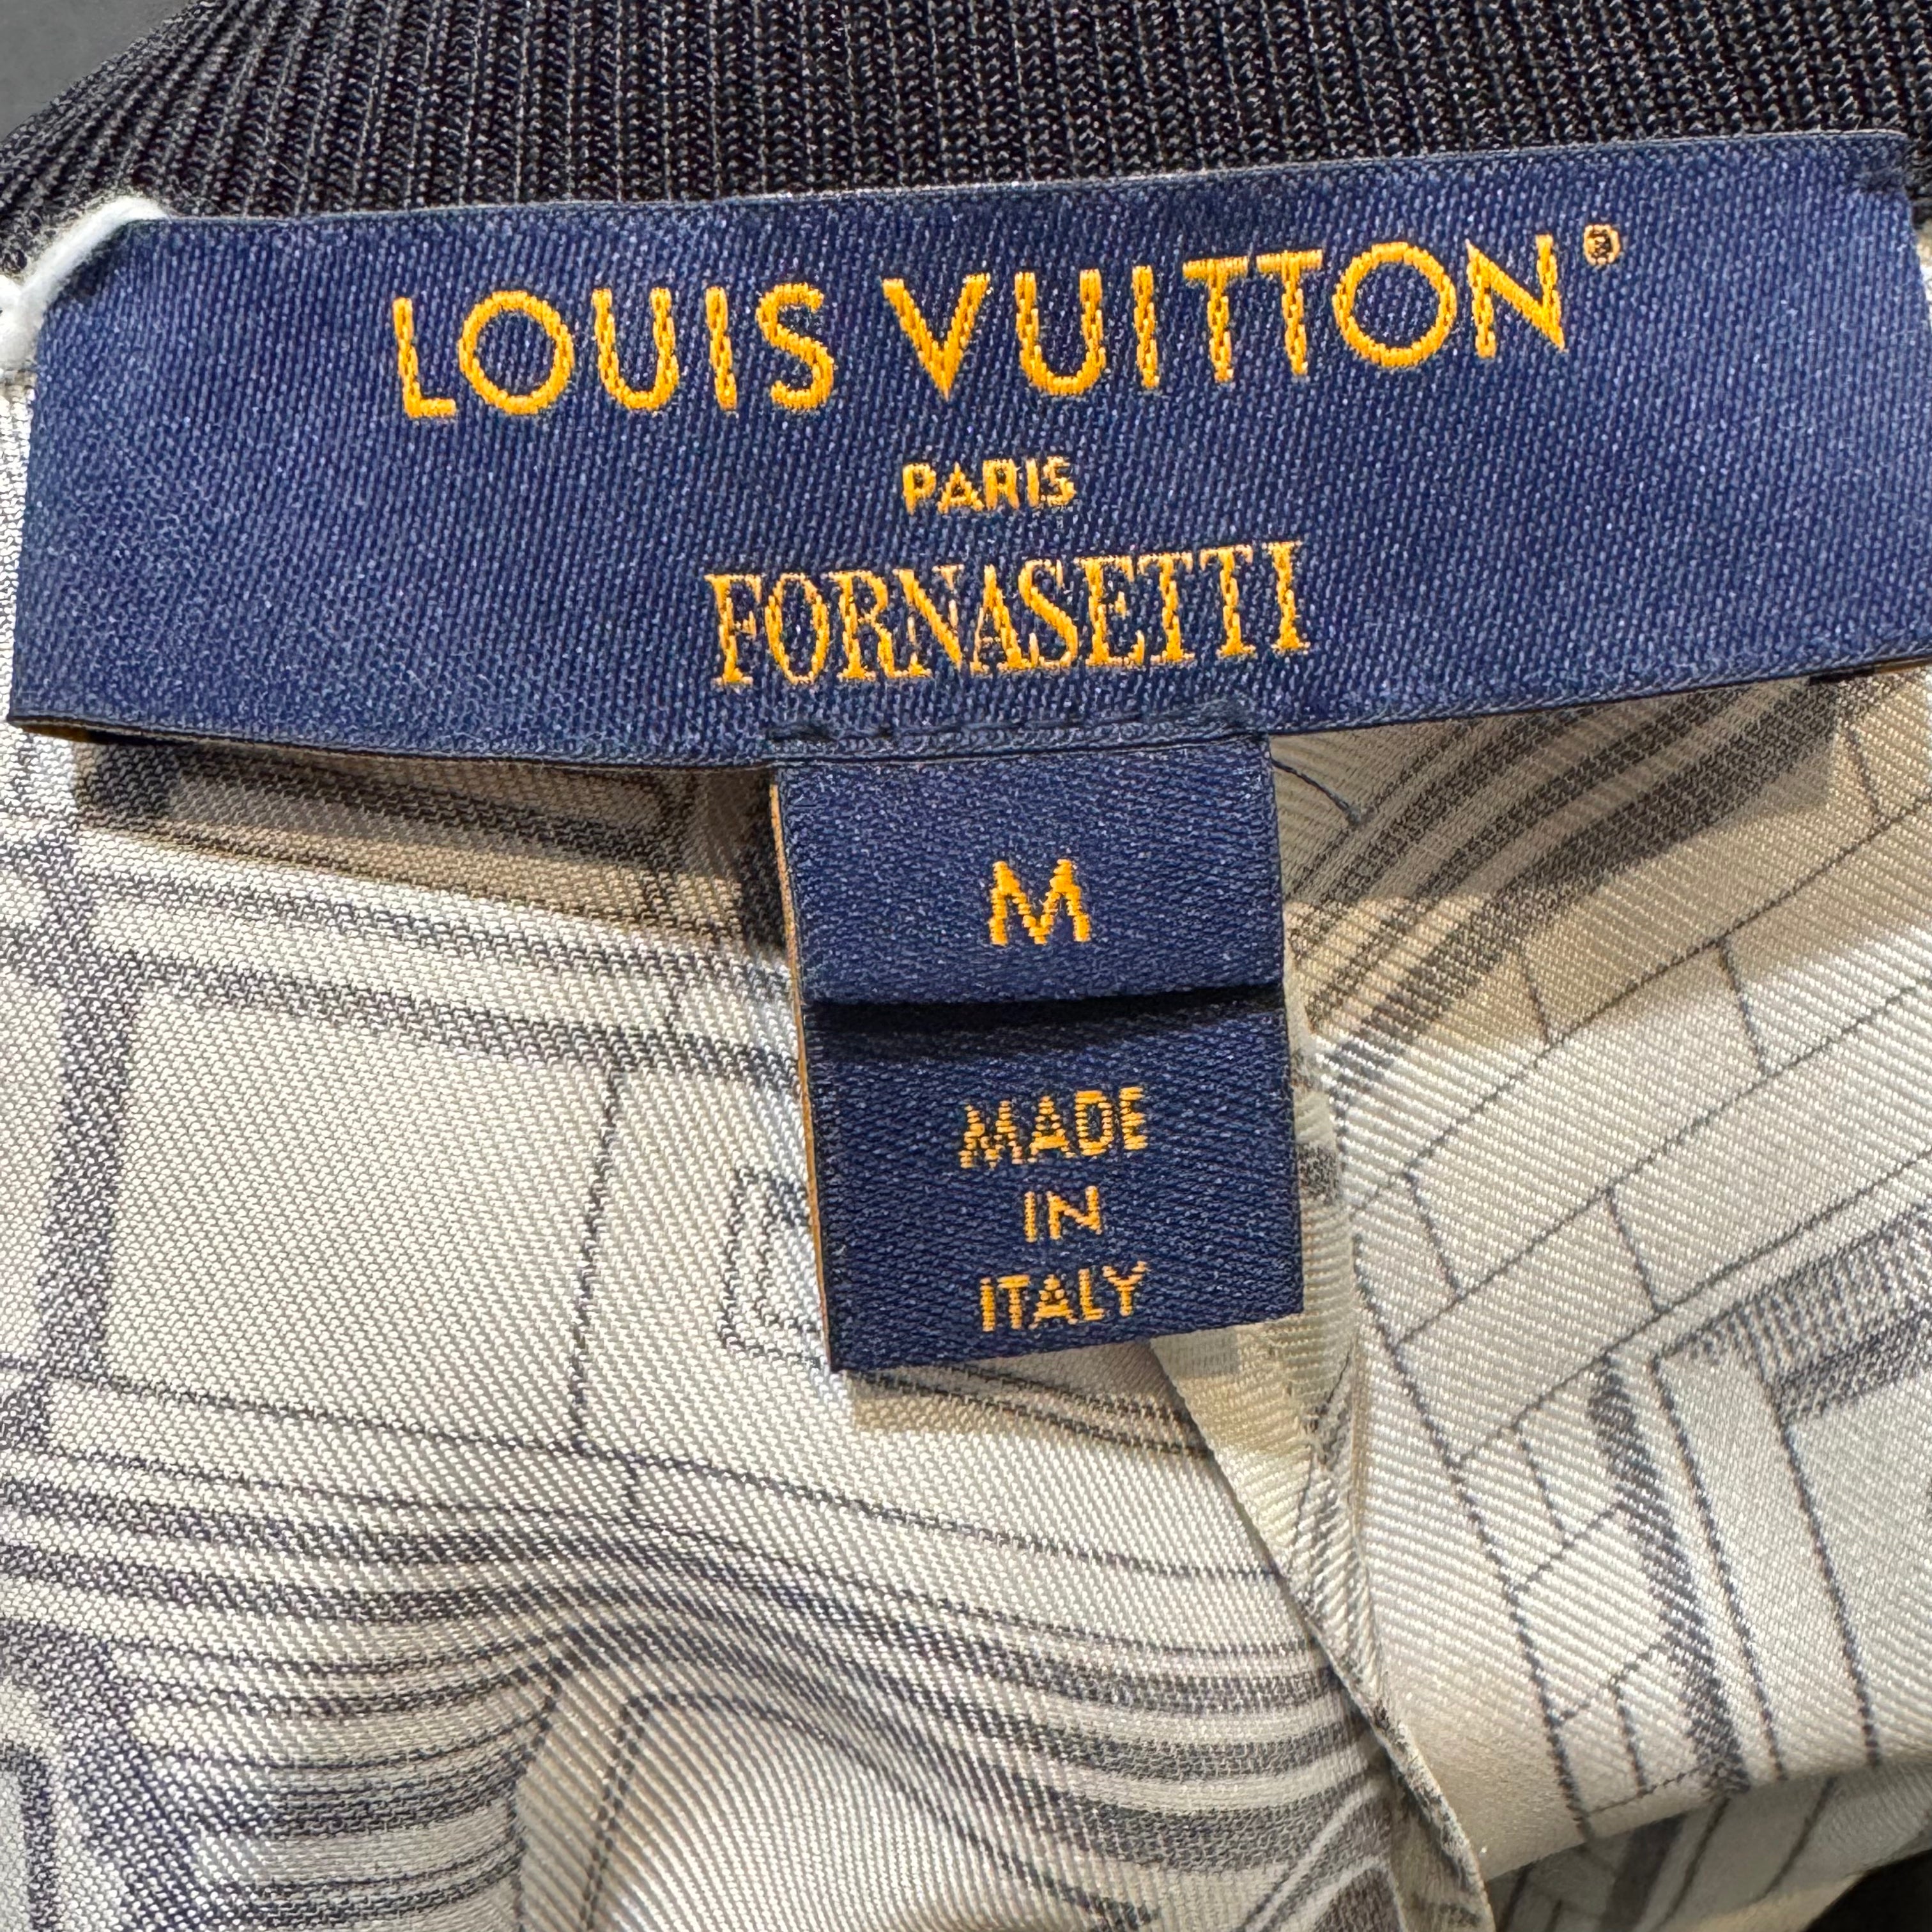 LOUIS VUITTON®
PARIS
FORNASETTI
M
MADE
IN
ITALY